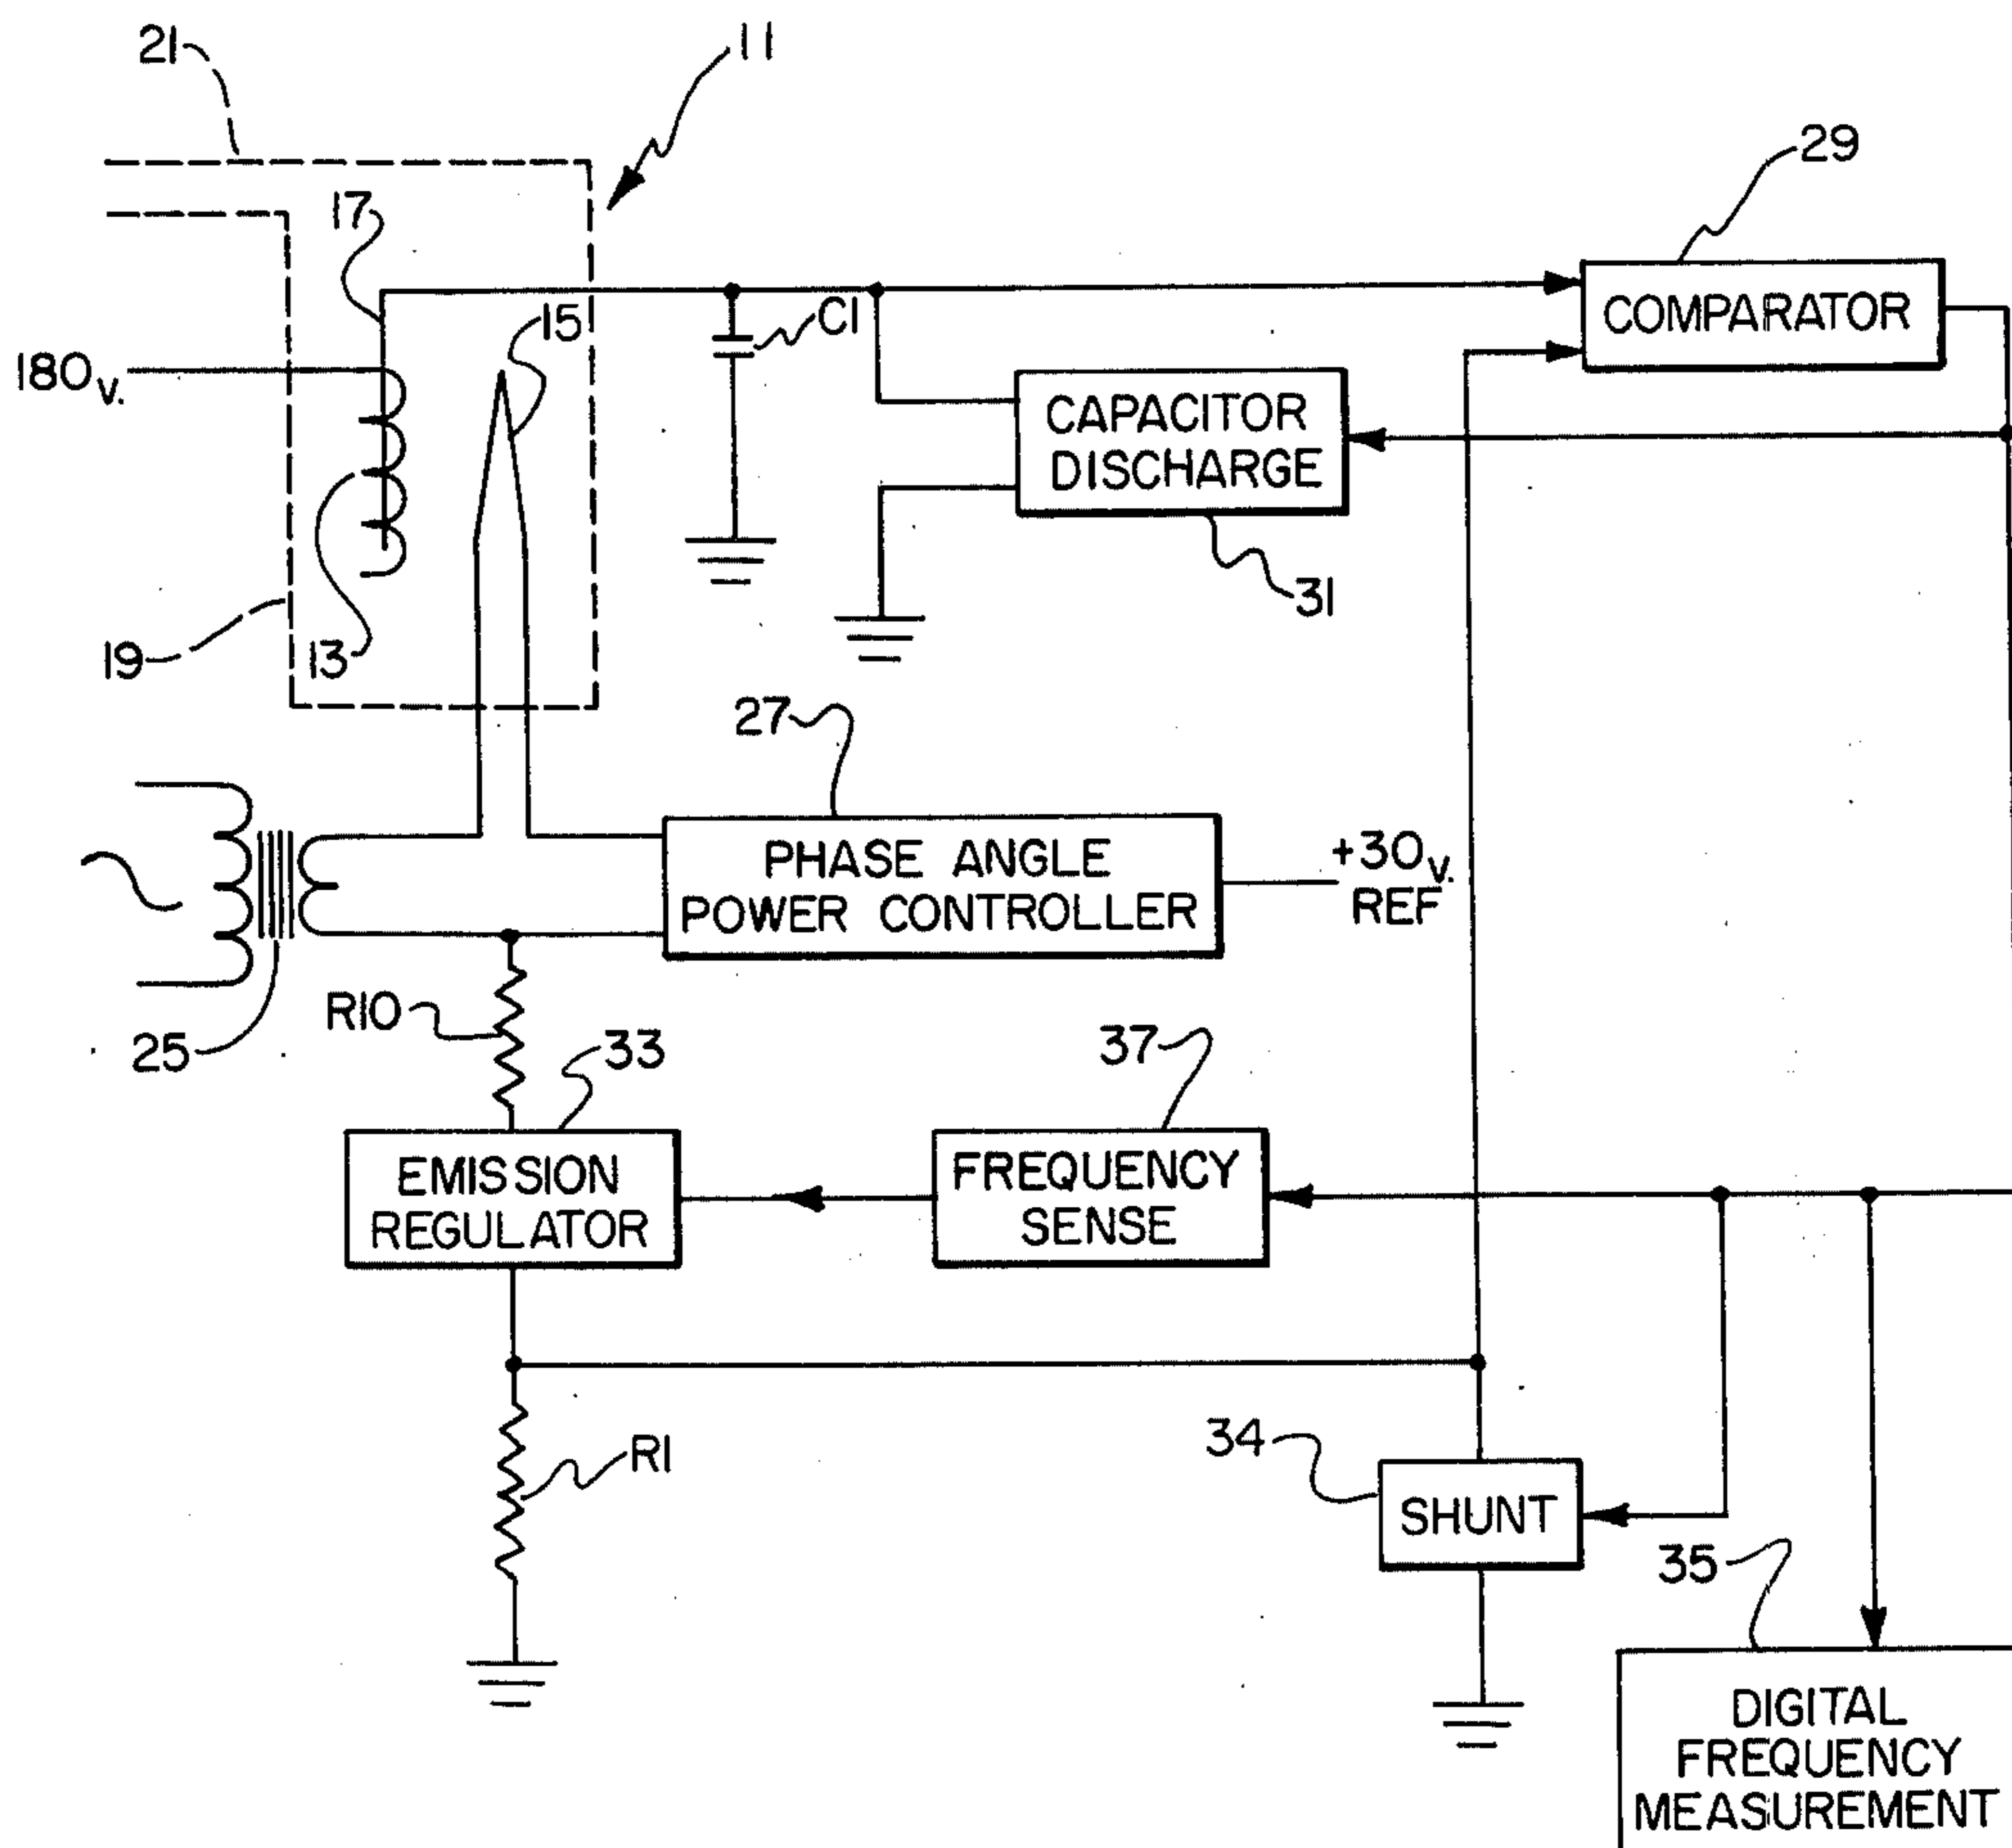 21
11
29
17
15
C1
COMPARATOR
180v.
CAPACITOR
DISCHARGE
31
19
13
27
PHASE ANGLE
POWER CONTROLLER
+30v.
REF
R10
25
33
37
EMISSION
REGULATOR
FREQUENCY
SENSE
34
R1
SHUNT
35
DIGITAL
FREQUENCY
MEASUREMENT